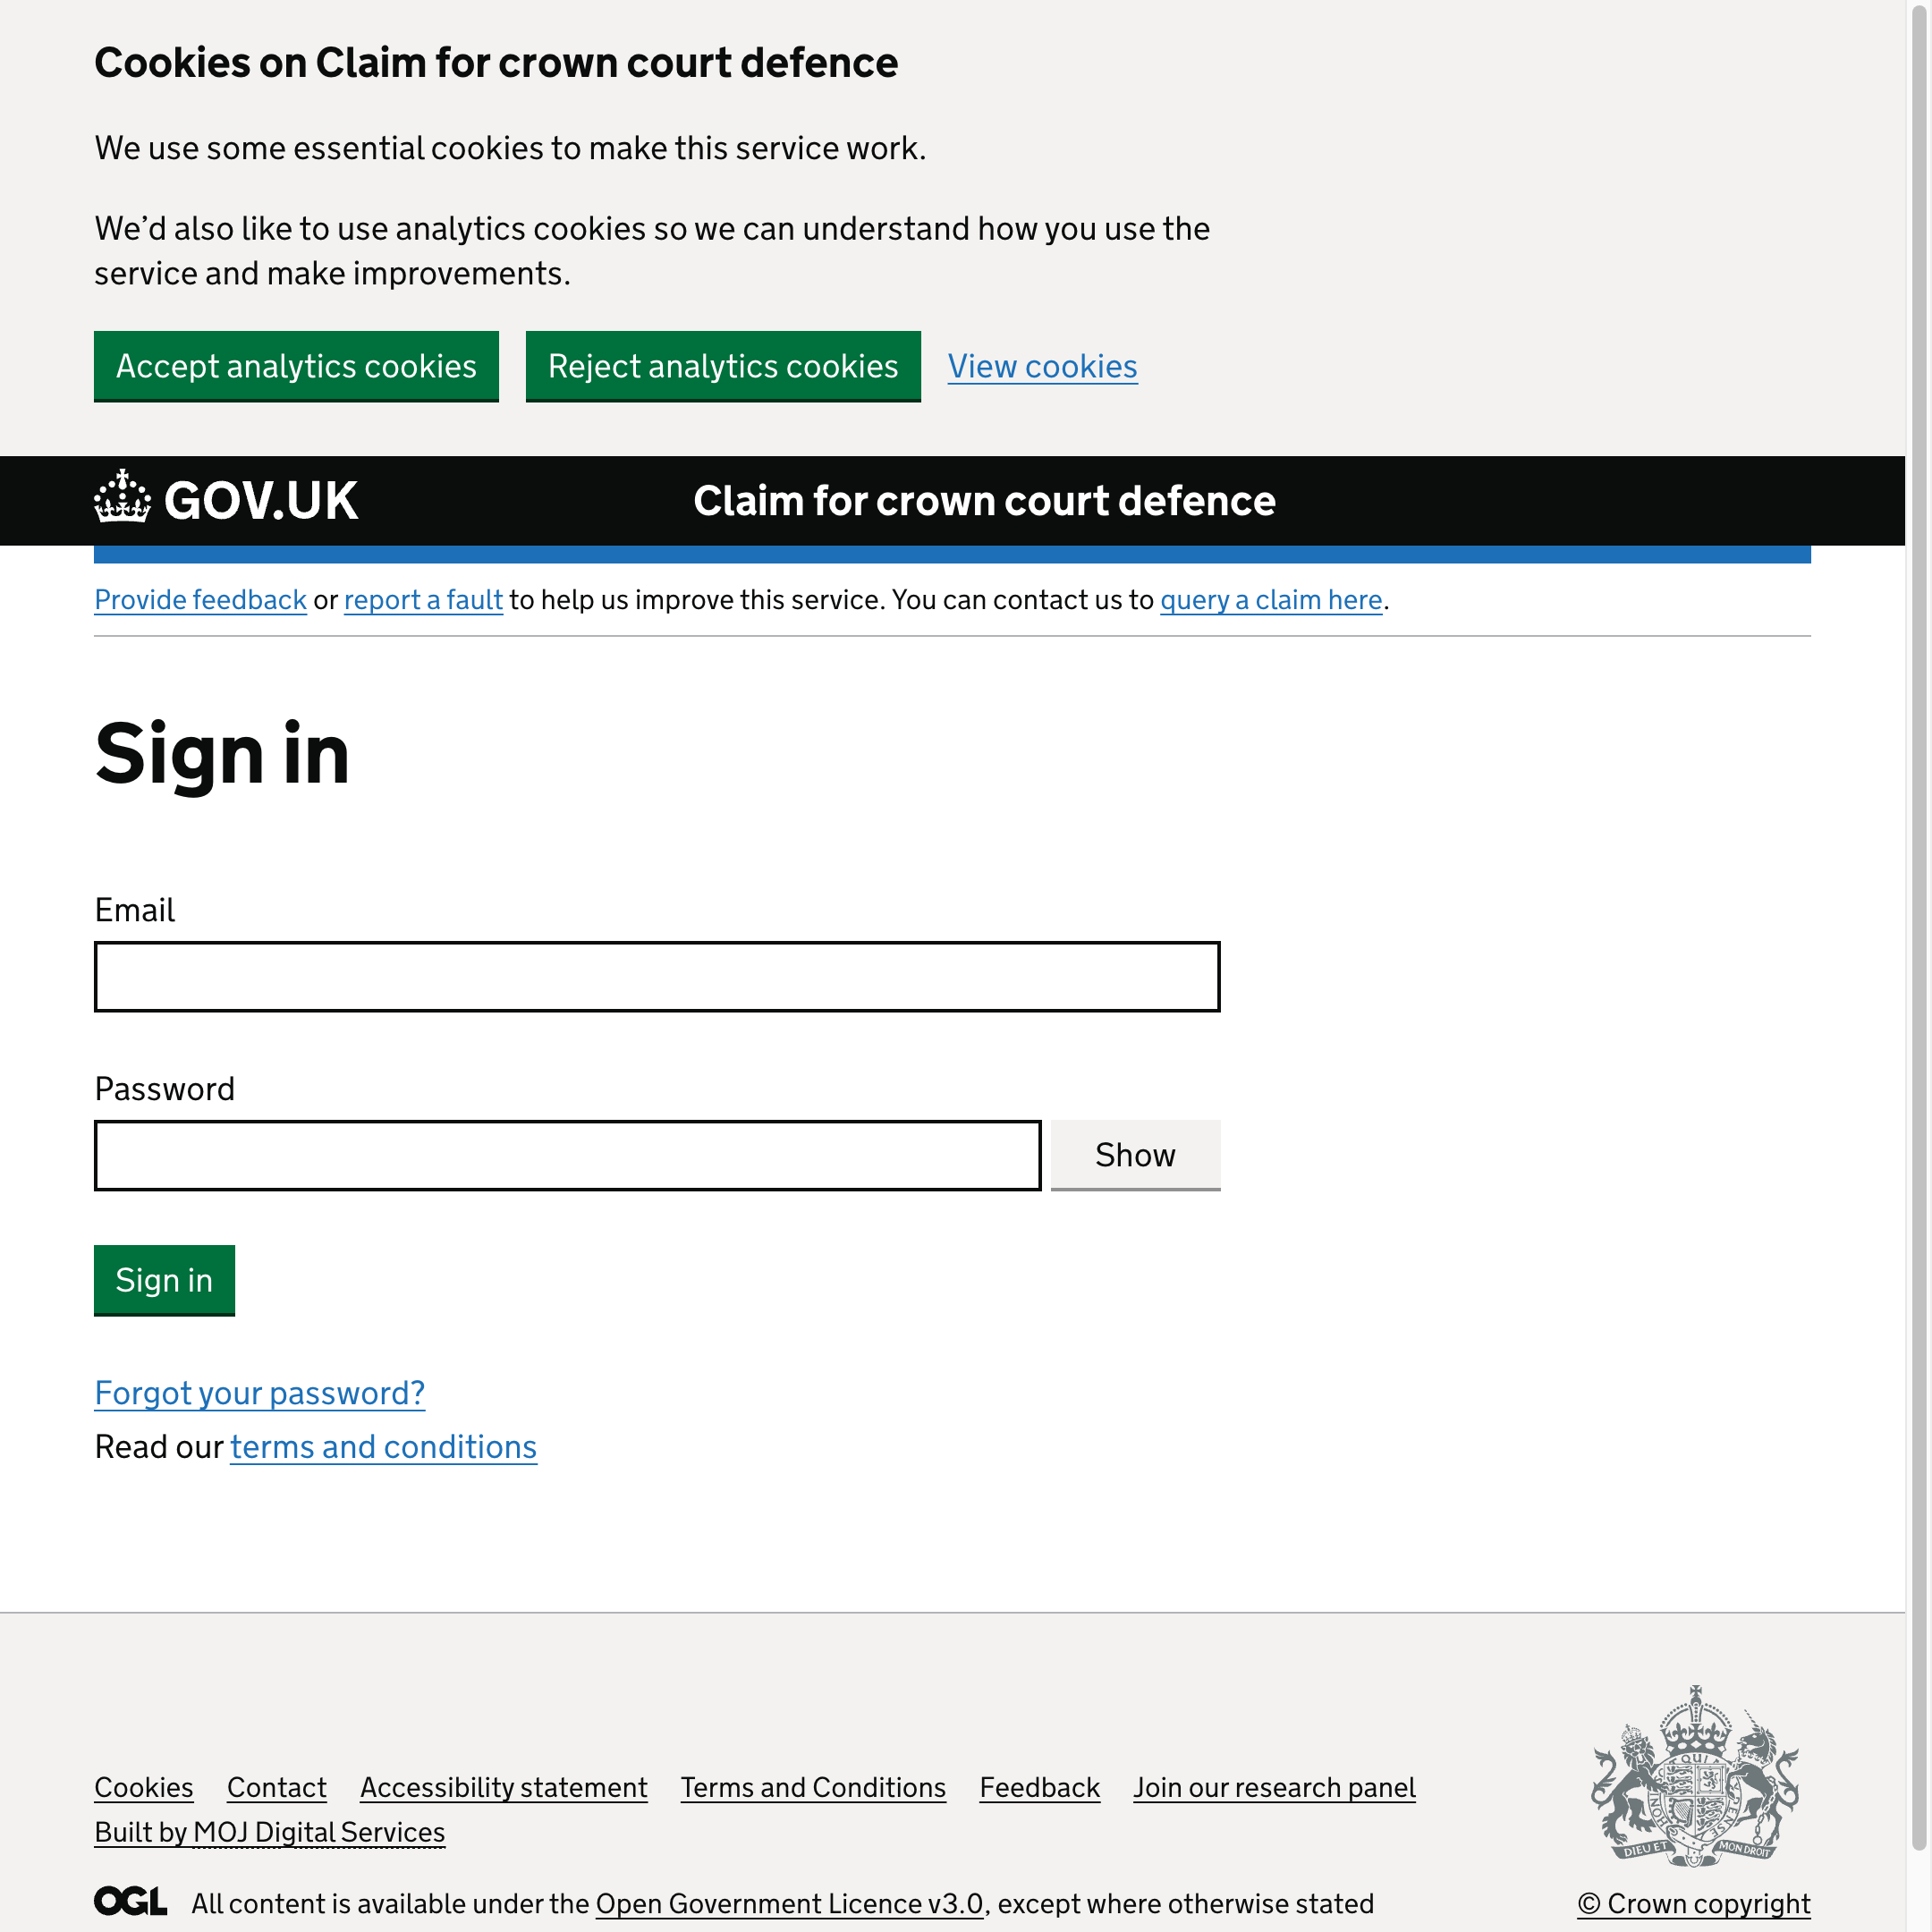 Cookies on Claim for crown court defence
We use some essential cookies to make this service work.
We’d also like to use analytics cookies so we can understand how you use the
service and make improvements.
Accept analytics cookies Reject analytics cookies View cookies
GOV.UK Claim for crown court defence
Provide feedback or report a fault to help us improve this service. You can contact us to query a claim here.
Sign in
Email
Password
Show
Sign in
Forgot your password?
Read our terms and conditions
Cookies Contact Accessibility statement Terms and Conditions Feedback Join our research panel
Built by MOJ Digital Services
DIEU ET MON DROIT
OGL All content is available under the Open Government Licence v3.0, except where otherwise stated
© Crown copyright